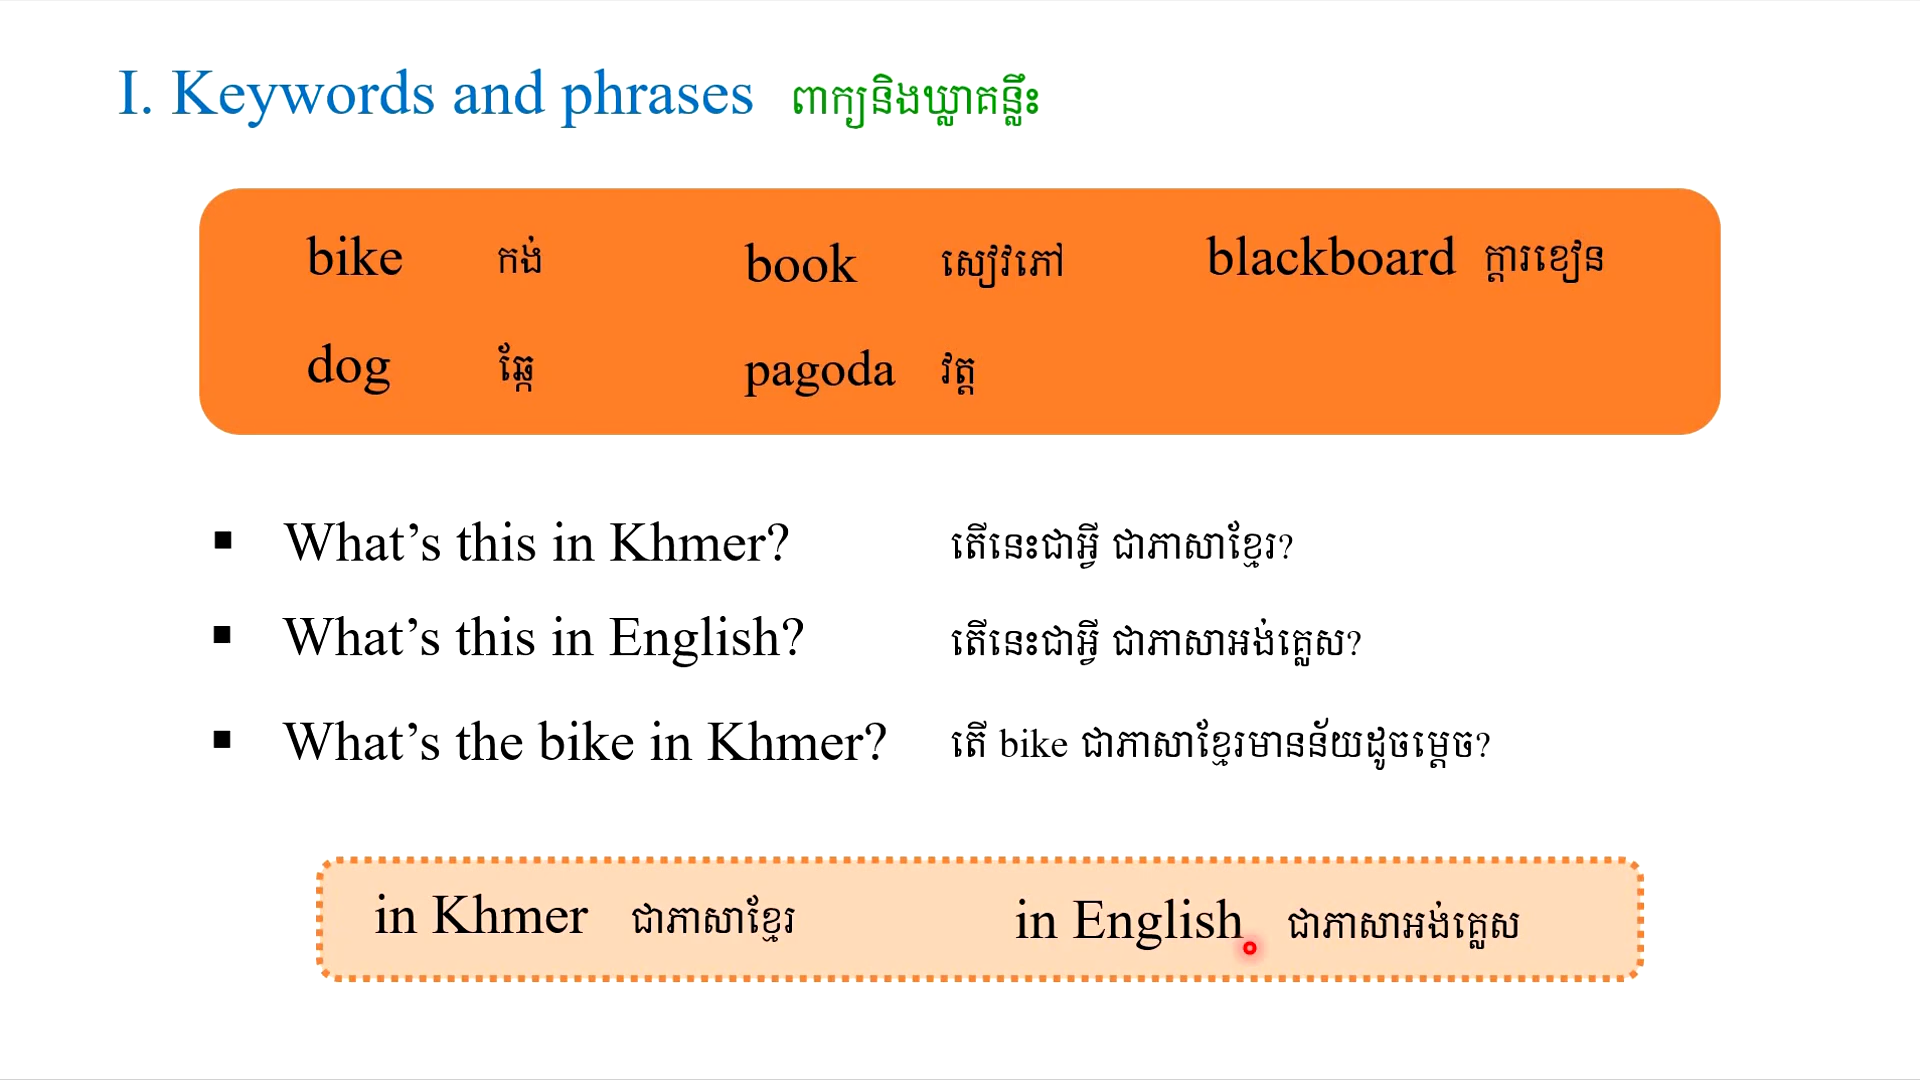 I. Keywords and phrases ពាក្យនិងឃ្លាគន្លឹះ
bike កង់ book សៀវភៅ blackboard ក្តារខៀន
dog ឆ្កែ pagoda វត្ត
▪ What’s this in Khmer? តើនេះជាអ្វី ជាភាសាខ្មែរ?
▪ What’s this in English? តើនេះជាអ្វី ជាភាសាអង់គ្លេស?
▪ What’s the bike in Khmer? តើ bike ជាភាសាខ្មែរមានន័យដូចម្តេច?
in Khmer ជាភាសាខ្មែរ in English ជាភាសាអង់គ្លេស